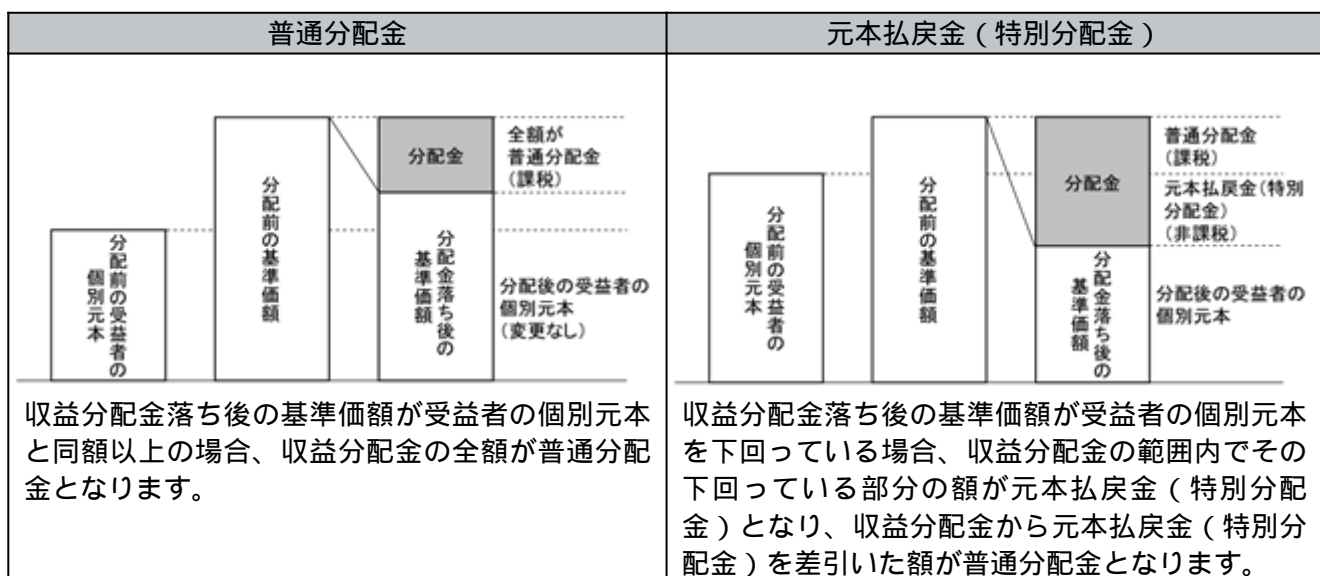 普通分配金
分配前の受益者の
個別元本
分配前の基準価額
分配金
分配金落ち後の
基準価額
全額が
普通分配金
(課税)
分配後の受益者の
個別元本
(変更なし)
収益分配金落ち後の基準価額が受益者の個別元本
と同額以上の場合、収益分配金の全額が普通分配
金となります。
元本払戻金(特別分配金)
分配前の受益者の
個別元本
分配前の基準価額
分配金
分配金落ち後の
基準価額
普通分配金
(課税)
元本払戻金(特別
分配金)
(非課税)
分配後の受益者の
個別元本
収益分配金落ち後の基準価額が受益者の個別元本
を下回っている場合、収益分配金の範囲内でその
下回っている部分の額が元本払戻金(特別分配
金)となり、収益分配金から元本払戻金(特別分
配金)を差引いた額が普通分配金となります。